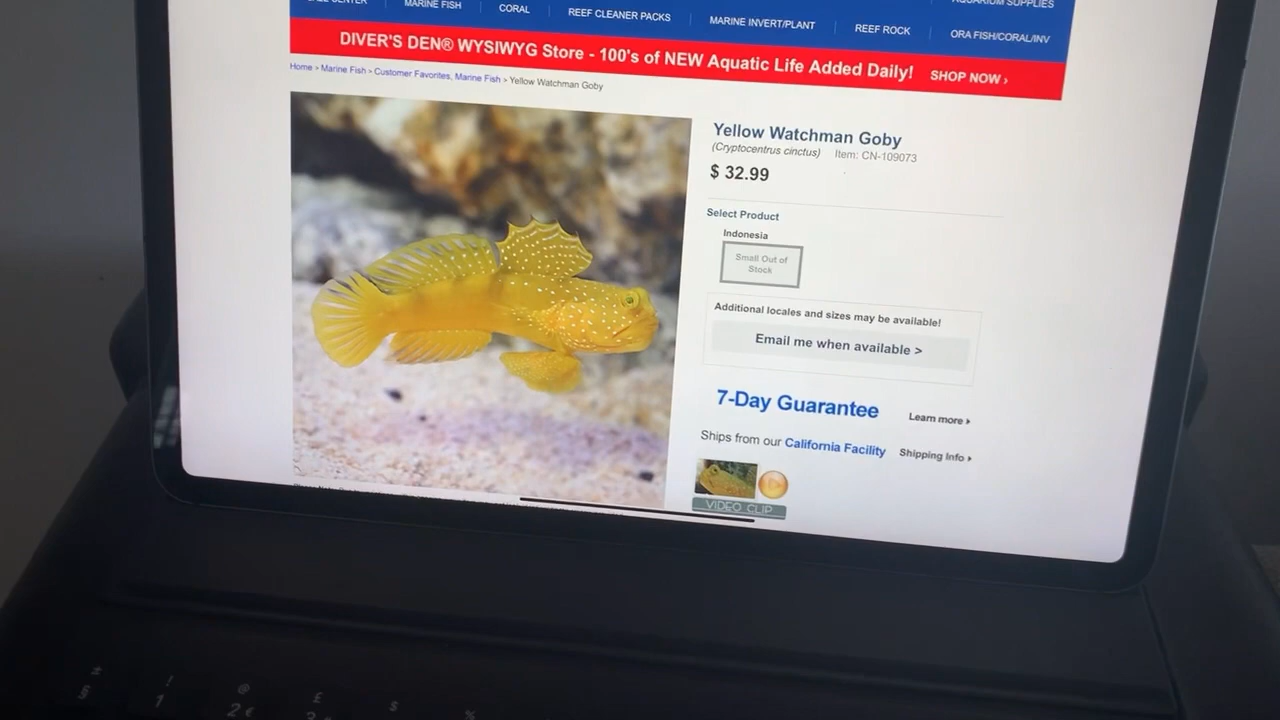 AQUARIUM SUPPLIES
MARINE FISH
CORAL
REEF CLEANER PACKS
MARINE INVERT/PLANT
REEF ROCK
ORA FISH/CORAL/INV
DIVER'S DEN® WYSIWYG Store - 100's of NEW Aquatic Life Added Daily! SHOP NOW ›
Home > Marine Fish > Customer Favorites, Marine Fish > Yellow Watchman Goby
Yellow Watchman Goby
(Cryptocentrus cinctus) Item: CN-109073
$ 32.99
Select Product
Indonesia
Small Out of
Stock
Additional locales and sizes may be available!
Email me when available >
7-Day Guarantee Learn more
Ships from our California Facility Shipping Info
VIDEO CLIP
± ! @ £ $ %
§ 1 2 €